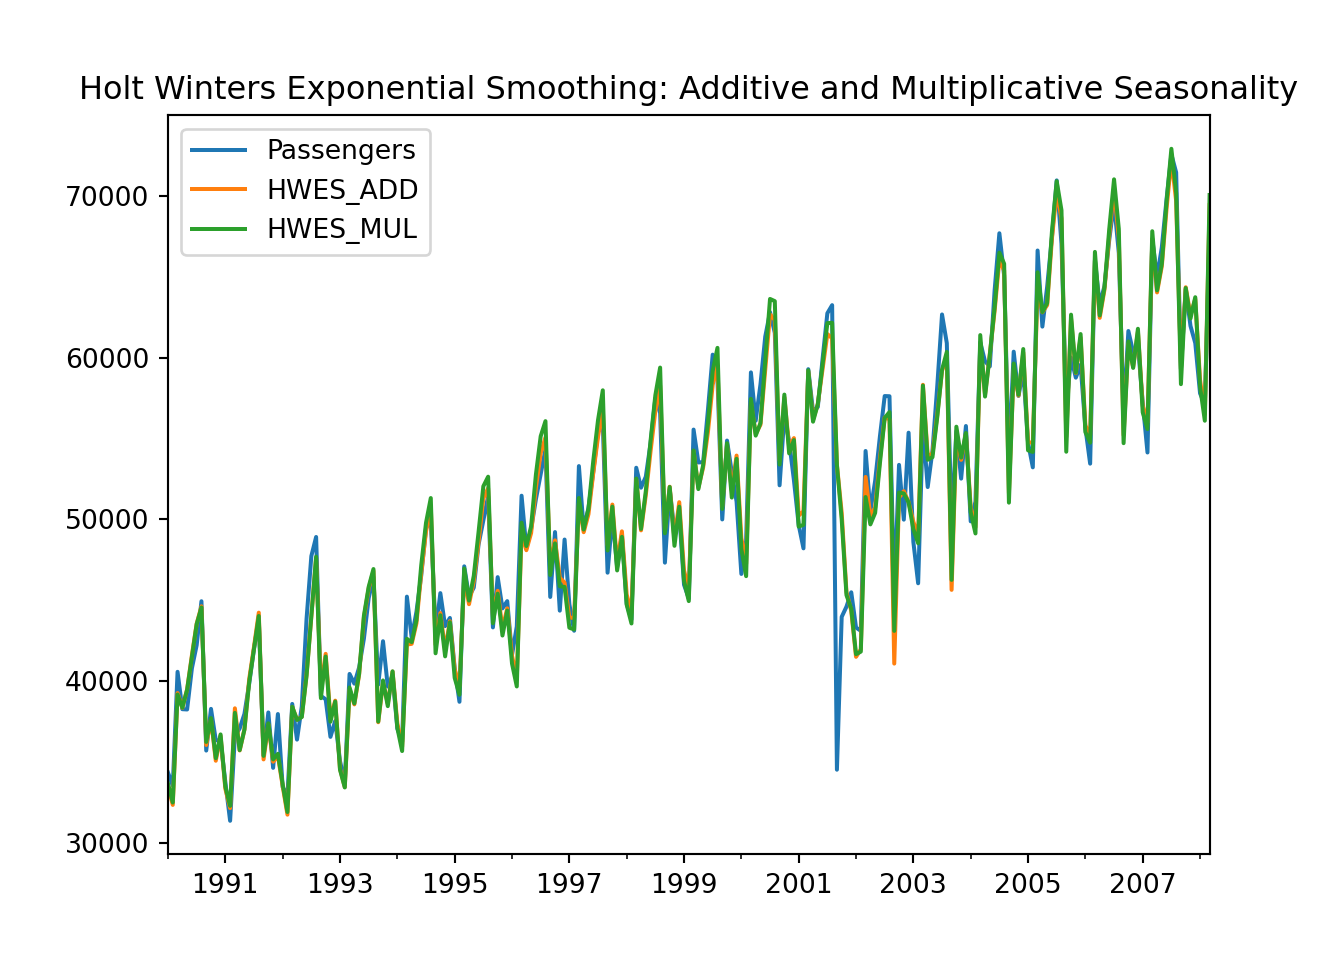 Holt Winters Exponential Smoothing: Additive and Multiplicative Seasonality
Passengers
HWES_ADD
HWES_MUL
70000
60000
50000
40000
30000
1991 1993 1995 1997 1999 2001 2003 2005 2007